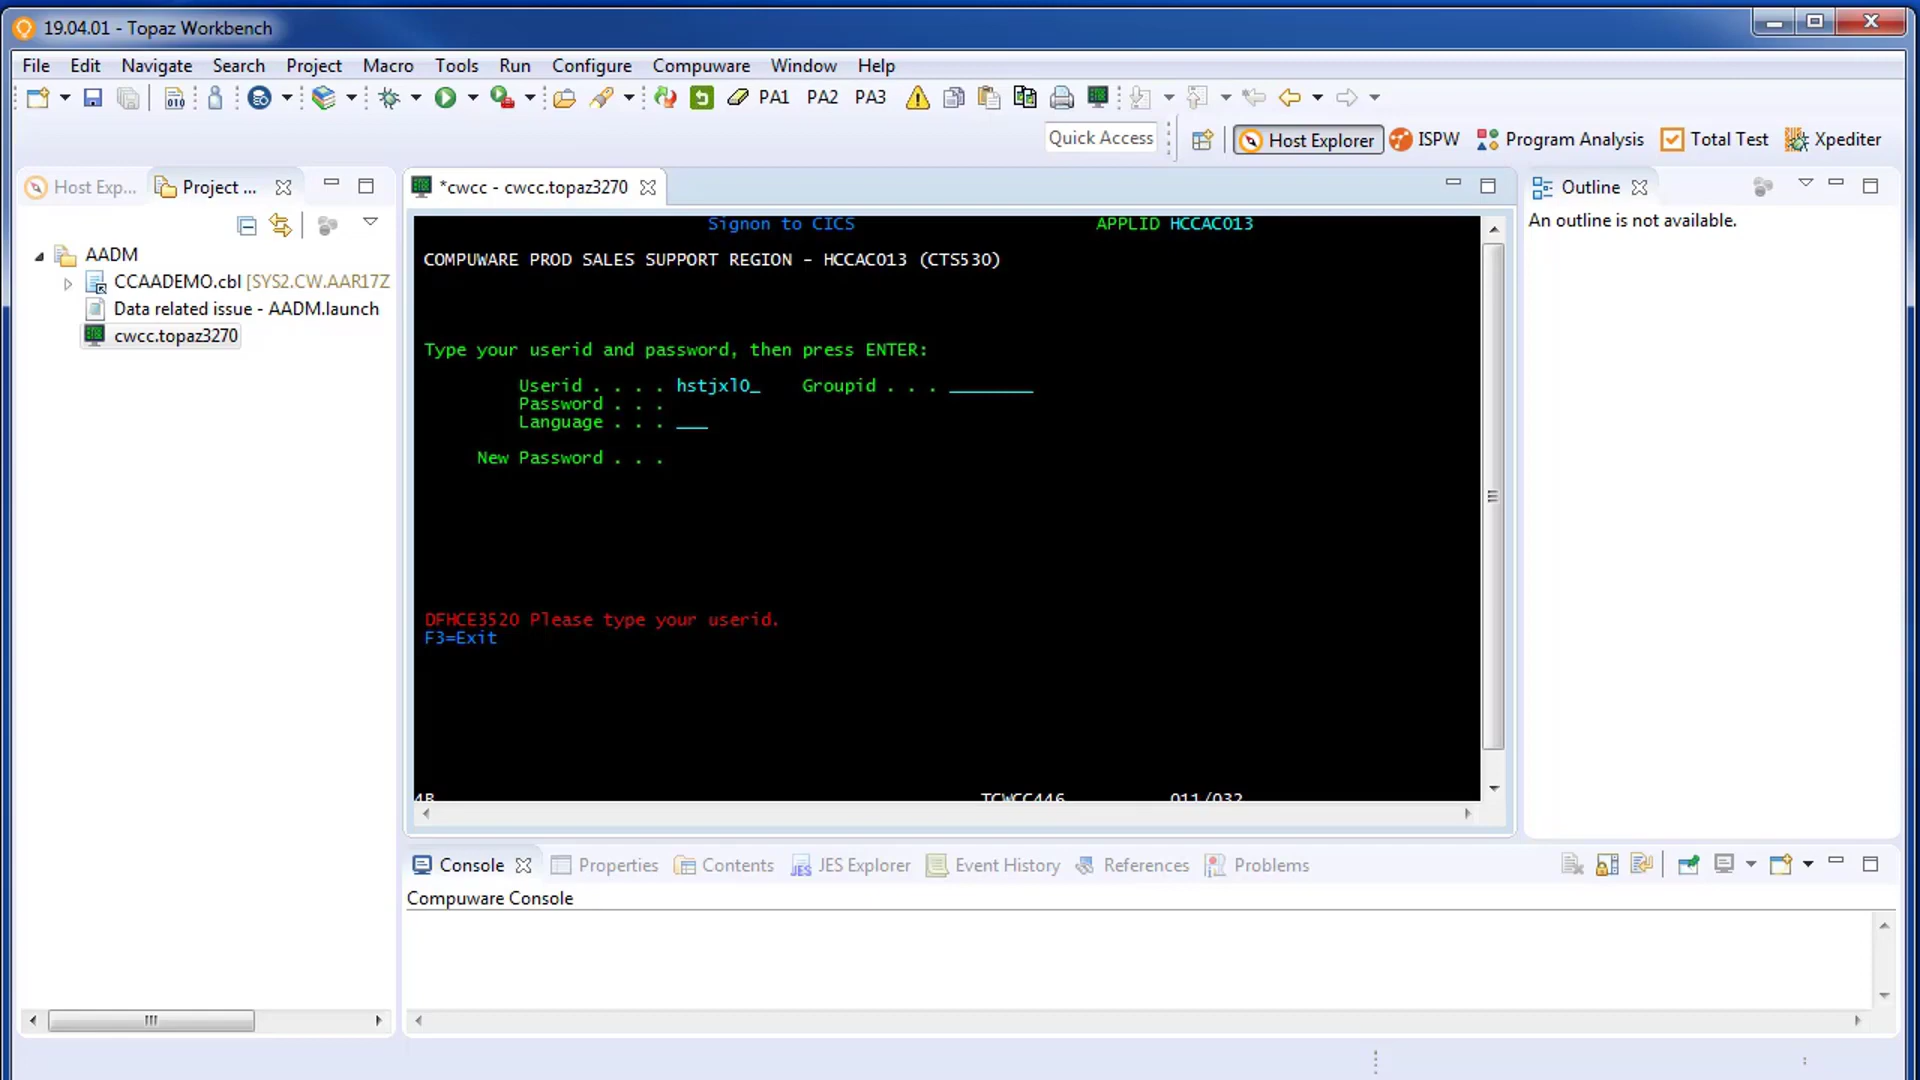 19.04.01 - Topaz Workbench
File Edit Navigate Search Project Macro Tools Run Configure Compuware Window Help
PA1 PA2 PA3
Quick Access Host Explorer ISPW Program Analysis Total Test Xpediter
Host Exp... Project ...
AADM
CCAADEMO.cbl [SYS2.CW.AAR17Z
Data related issue - AADM.launch
cwcc.topaz3270
*cwcc - cwcc.topaz3270
Signon to CICS APPLID HCCAC013
COMPUWARE PROD SALES SUPPORT REGION - HCCAC013 (CTS530)
Type your userid and password, then press ENTER:
Userid . . . . hstjxl0_ Groupid . . . ________
Password . . .
Language . . . ___
New Password . . .
DFHCE3520 Please type your userid.
F3=Exit
4B TCWCC446 011/032
Outline
An outline is not available.
Console Properties Contents JES Explorer Event History References Problems
Compuware Console